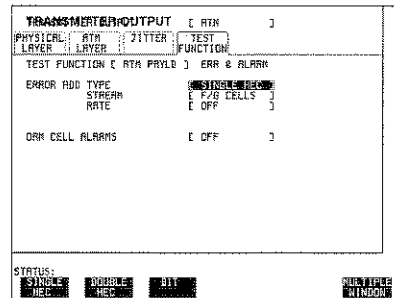 TRANSMITTER OUTPUT [ ATM ]
PHYSICAL LAYER
ATM LAYER
JITTER
TEST FUNCTION
TEST FUNCTION [ ATM PAYLD ] ERR & ALARM
ERROR ADD TYPE [ SINGLE HEC ]
STREAM [ F/G CELLS ]
RATE [ OFF ]
OAM CELL ALARMS [ OFF ]
STATUS:
SINGLE HEC
DOUBLE HEC
BIT
MULTIPLE WINDOW